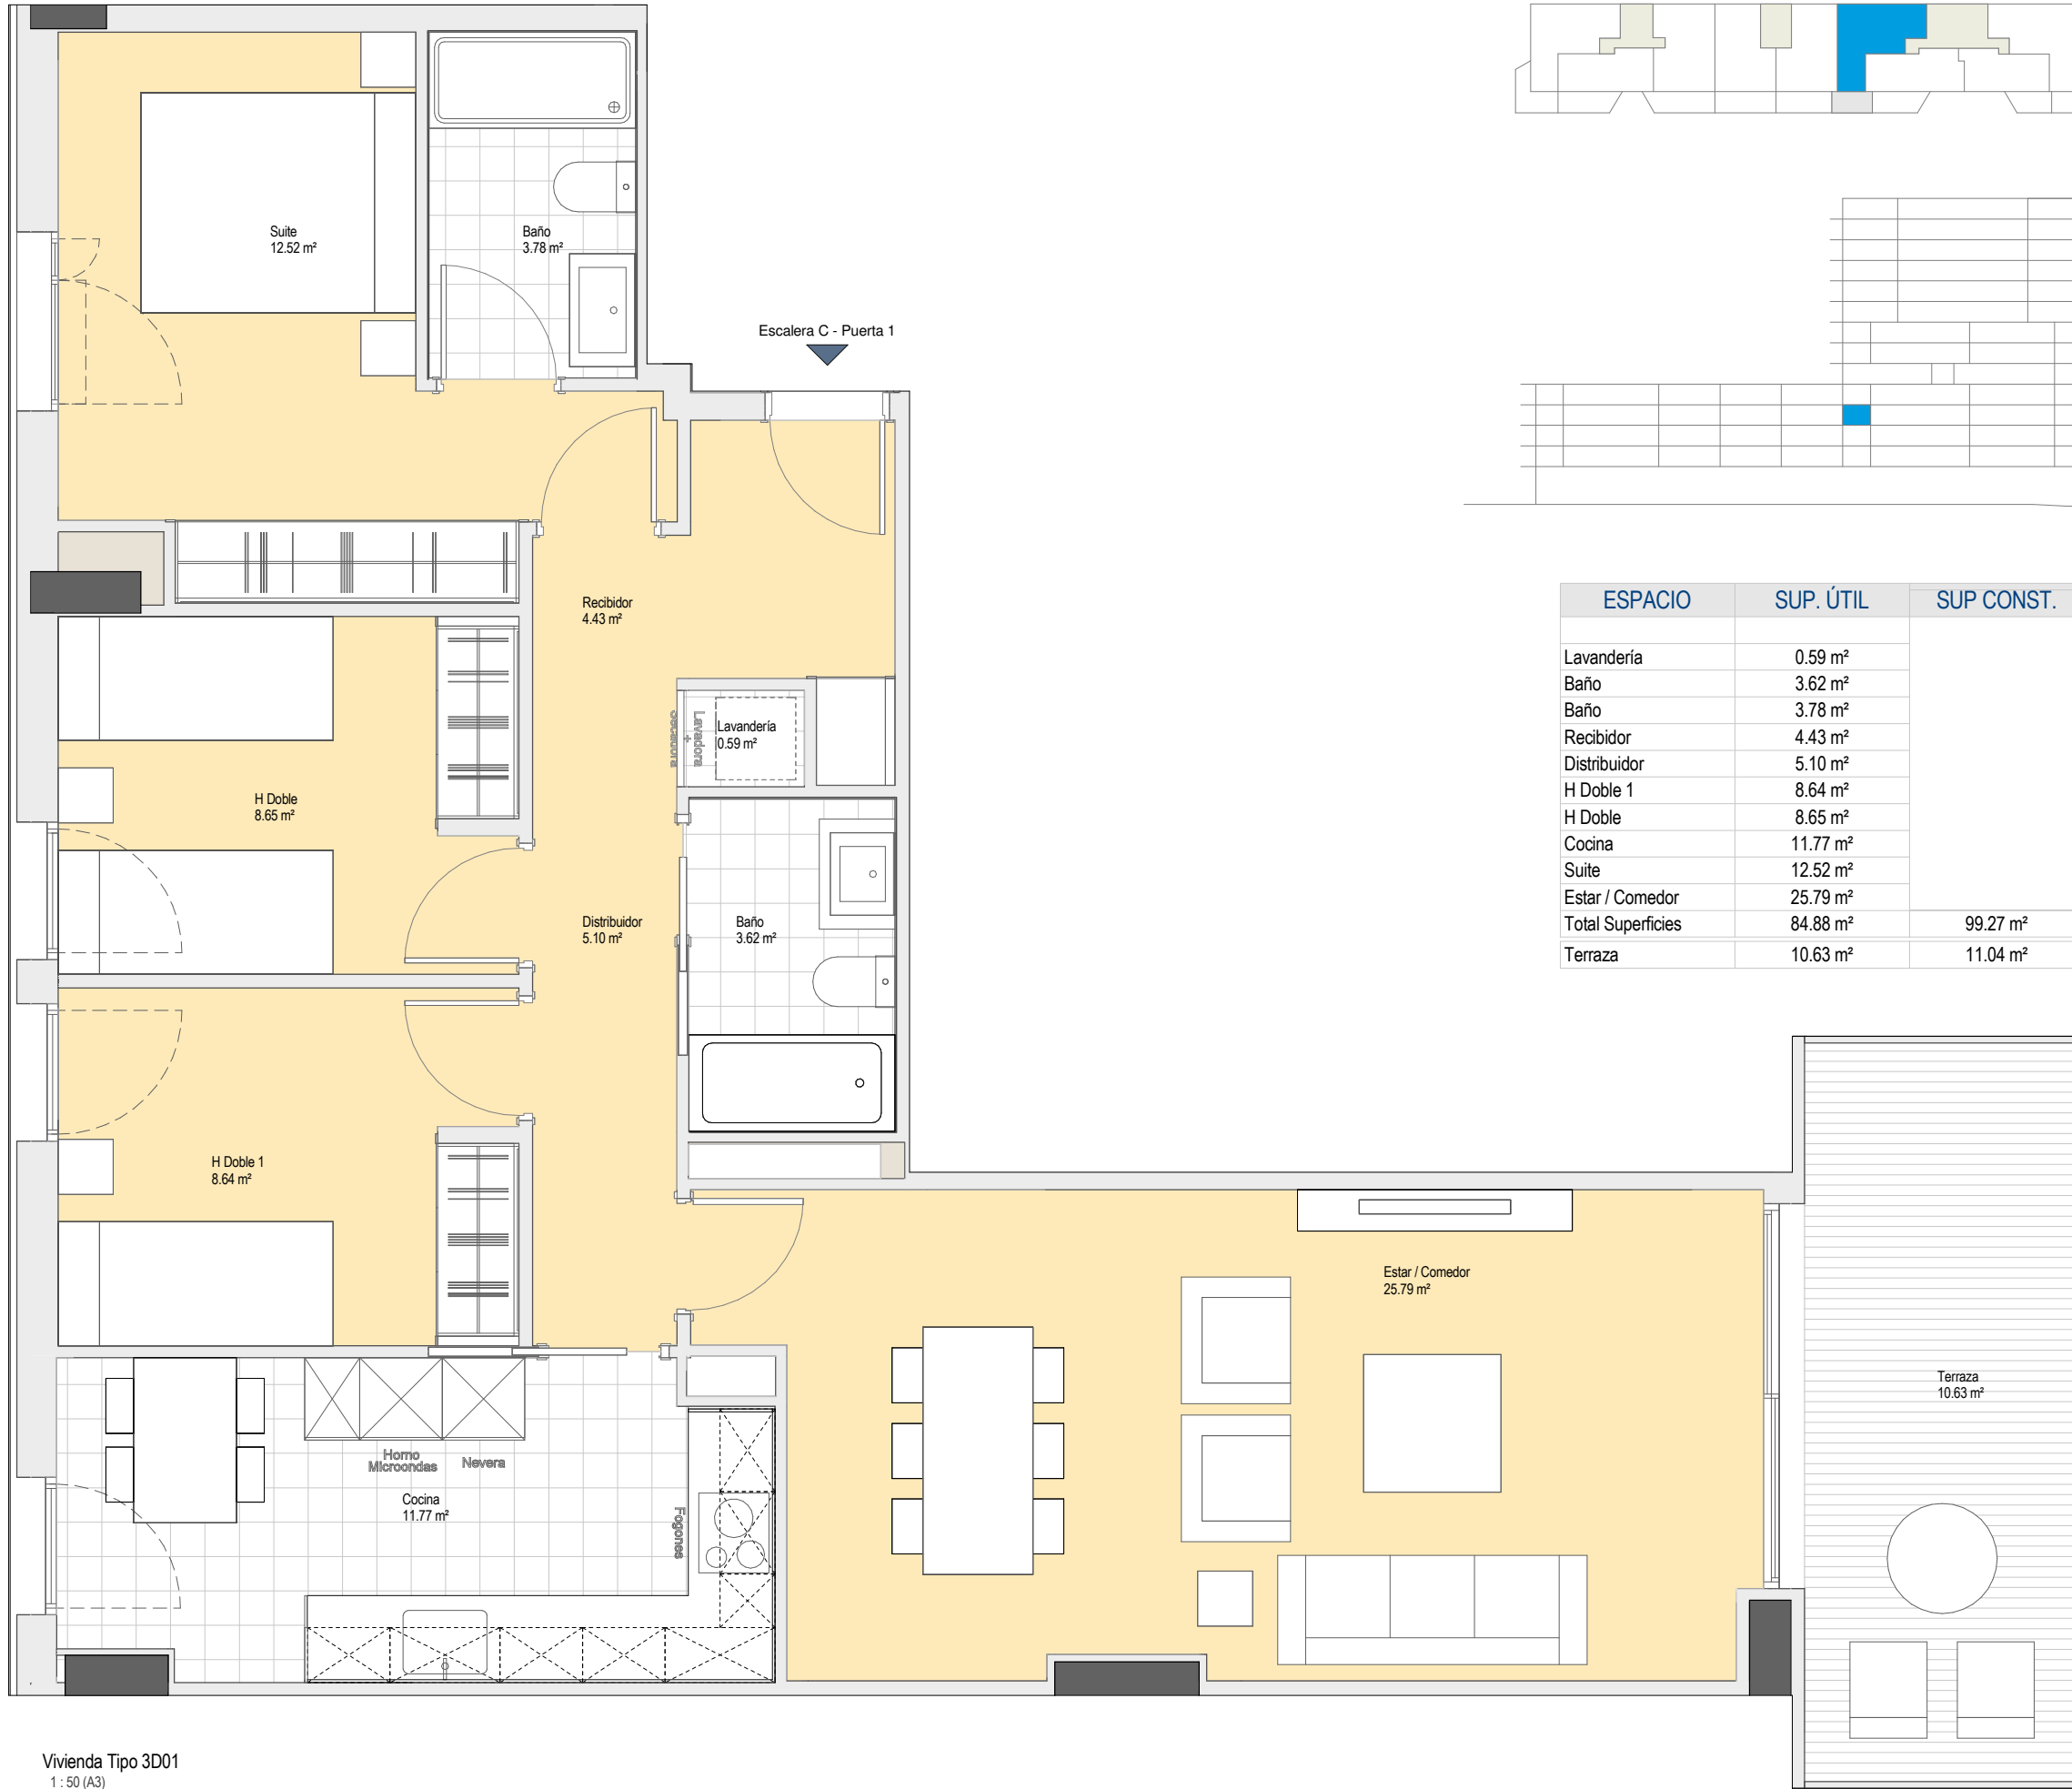 Suite
12.52 m²
Baño
3.78 m²
Escalera C - Puerta 1
Recibidor
4.43 m²
Lavadora
+
Secadora
Lavandería
0.59 m²
H Doble
8.65 m²
Distribuidor
5.10 m²
Baño
3.62 m²
H Doble 1
8.64 m²
Estar / Comedor
25.79 m²
Terraza
10.63 m²
Horno
Microondas
Nevera
Cocina
11.77 m²
Fogones
ESPACIO SUP. ÚTIL SUP CONST.
Lavandería 0.59 m²
Baño 3.62 m²
Baño 3.78 m²
Recibidor 4.43 m²
Distribuidor 5.10 m²
H Doble 1 8.64 m²
H Doble 8.65 m²
Cocina 11.77 m²
Suite 12.52 m²
Estar / Comedor 25.79 m²
Total Superficies 84.88 m² 99.27 m²
Terraza 10.63 m² 11.04 m²
Vivienda Tipo 3D01
1 : 50 (A3)